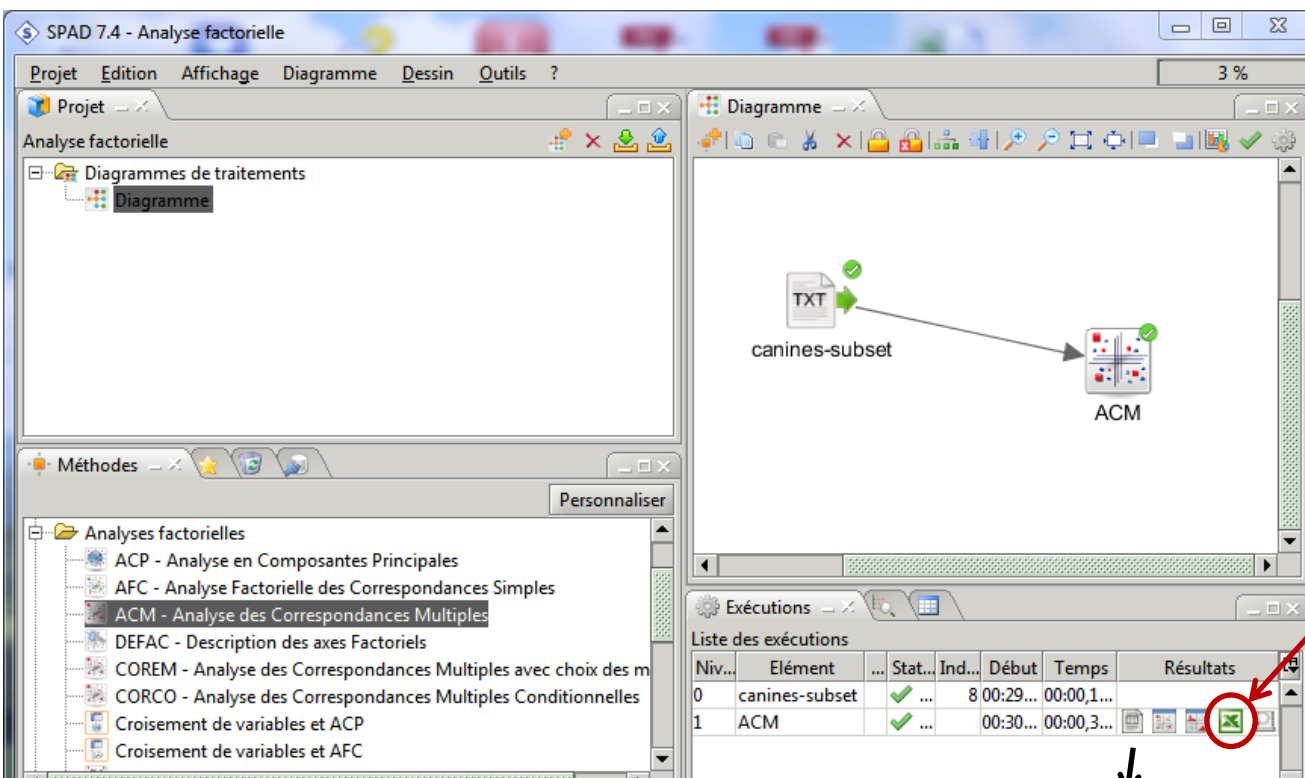 SPAD 7.4 - Analyse factorielle
Projet Edition Affichage Diagramme Dessin Outils ?
3 %
Projet
Analyse factorielle
Diagrammes de traitements
Diagramme
Diagramme
TXT
canines-subset
ACM
Méthodes
Personnaliser
Analyses factorielles
ACP - Analyse en Composantes Principales
AFC - Analyse Factorielle des Correspondances Simples
ACM - Analyse des Correspondances Multiples
DEFAC - Description des axes Factoriels
COREM - Analyse des Correspondances Multiples avec choix des m
CORCO - Analyse des Correspondances Multiples Conditionnelles
Croisement de variables et ACP
Croisement de variables et AFC
Exécutions
Liste des exécutions
Niv... Elément ... Stat... Ind... Début Temps Résultats
0 canines-subset ... 8 00:29... 00:00,1...
1 ACM ... 00:30... 00:00,3...